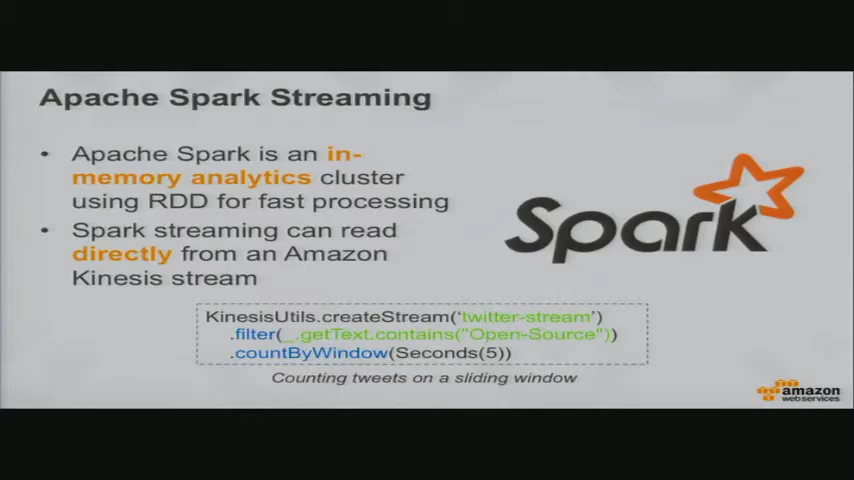 Apache Spark Streaming
• Apache Spark is an in-
memory analytics cluster
using RDD for fast processing
• Spark streaming can read
directly from an Amazon
Kinesis stream
Spark
KinesisUtils.createStream(‘twitter-stream’)
.filter(_.getText.contains("Open-Source"))
.countByWindow(Seconds(5))
Counting tweets on a sliding window
amazon
webservices